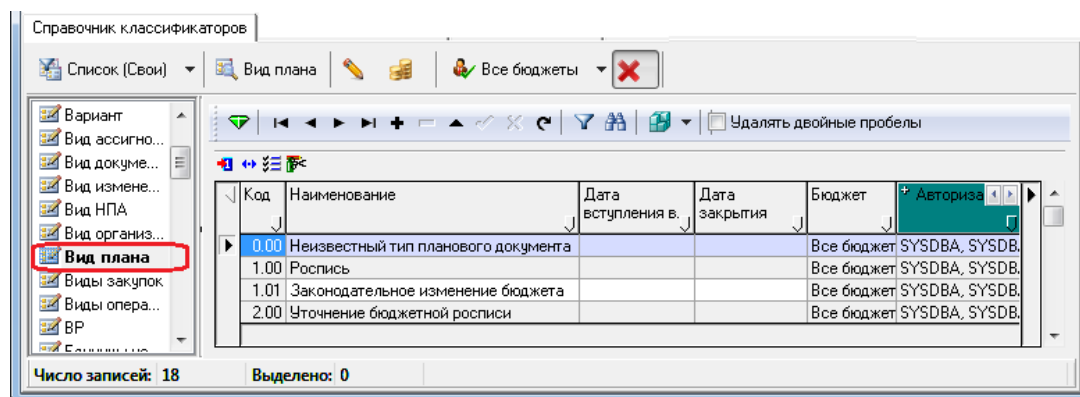 Справочник классификаторов
Список (Свои) Вид плана Все бюджеты
Вариант
Вид ассигно...
Вид докуме...
Вид измене...
Вид НПА
Вид организ...
Вид плана
Виды закупок
Виды опера...
ВР
Удалять двойные пробелы
Код Наименование Дата вступления в. Дата закрытия Бюджет Авториза
0.00 Неизвестный тип планового документа Все бюджет SYSDBA, SYSDB.
1.00 Роспись Все бюджет SYSDBA, SYSDB.
1.01 Законодательное изменение бюджета Все бюджет SYSDBA, SYSDB.
2.00 Уточнение бюджетной росписи Все бюджет SYSDBA, SYSDB.
Число записей: 18 Выделено: 0